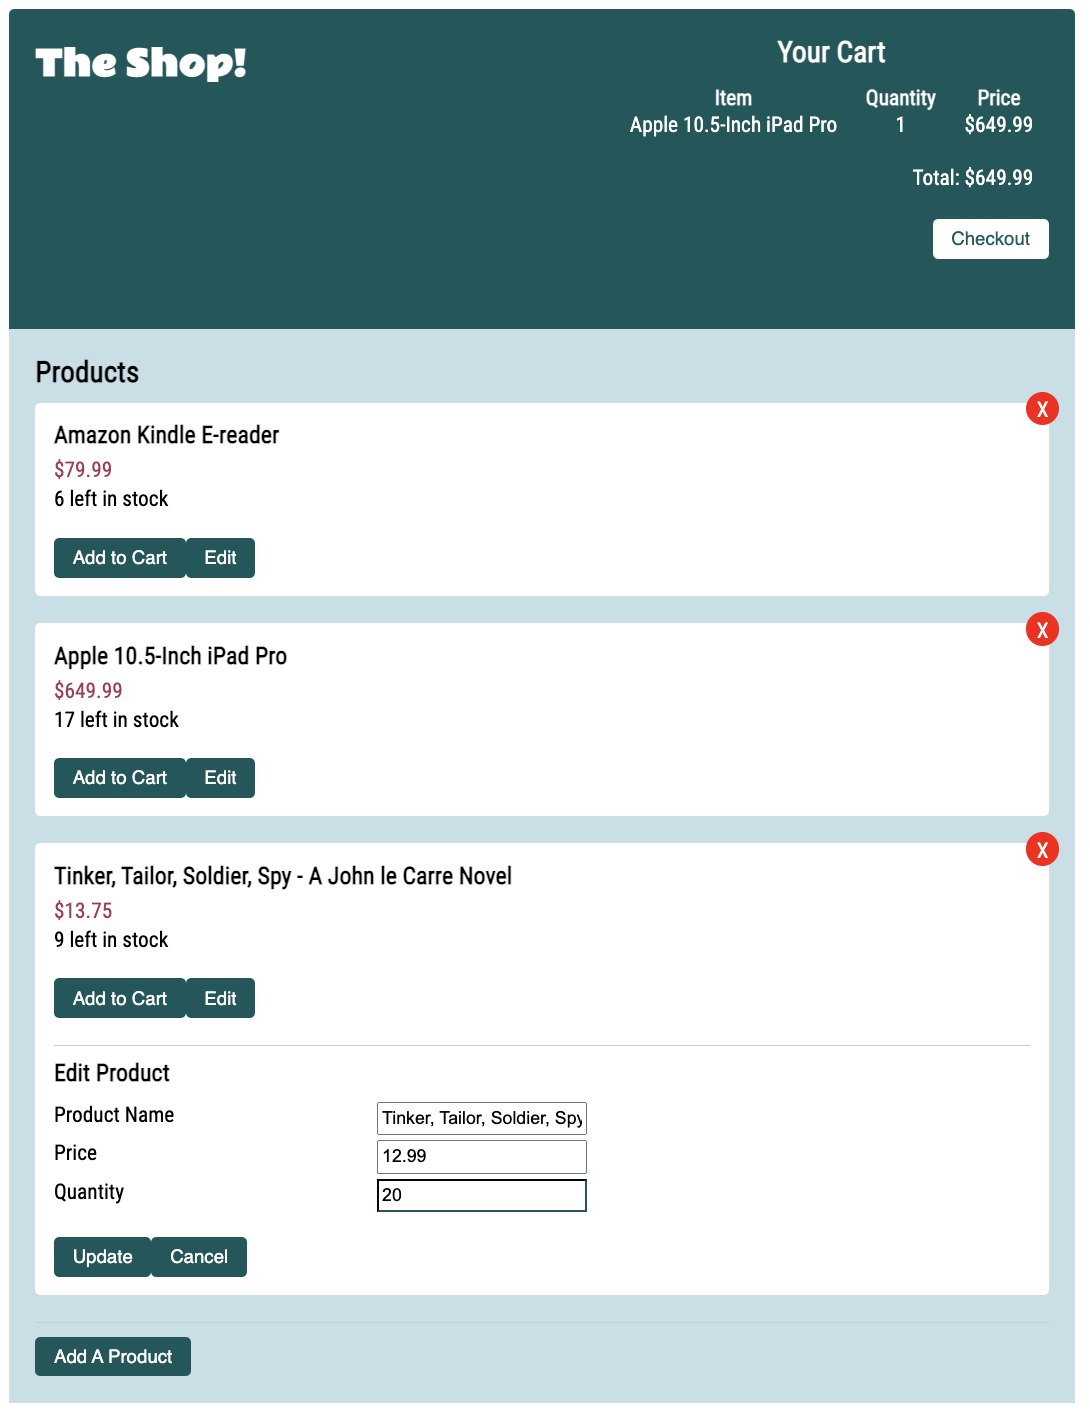 The Shop!
Your Cart
Item Quantity Price
Apple 10.5-Inch iPad Pro 1 $649.99
Total: $649.99
Checkout
Products
X
Amazon Kindle E-reader
$79.99
6 left in stock
Add to Cart Edit
X
Apple 10.5-Inch iPad Pro
$649.99
17 left in stock
Add to Cart Edit
X
Tinker, Tailor, Soldier, Spy - A John le Carre Novel
$13.75
9 left in stock
Add to Cart Edit
Edit Product
Product Name Tinker, Tailor, Soldier, Spy
Price 12.99
Quantity 20
Update Cancel
Add A Product